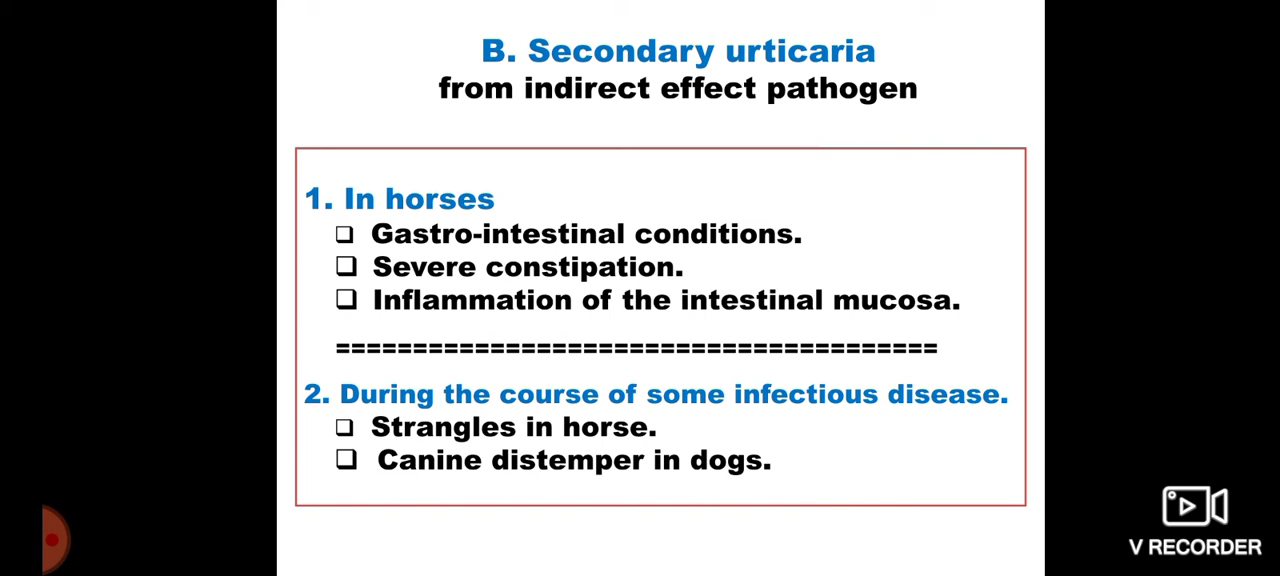 B. Secondary urticaria
from indirect effect pathogen
1. In horses
❑ Gastro-intestinal conditions.
❑ Severe constipation.
❑ Inflammation of the intestinal mucosa.
=======================================
2. During the course of some infectious disease.
❑ Strangles in horse.
❑ Canine distemper in dogs.
V RECORDER